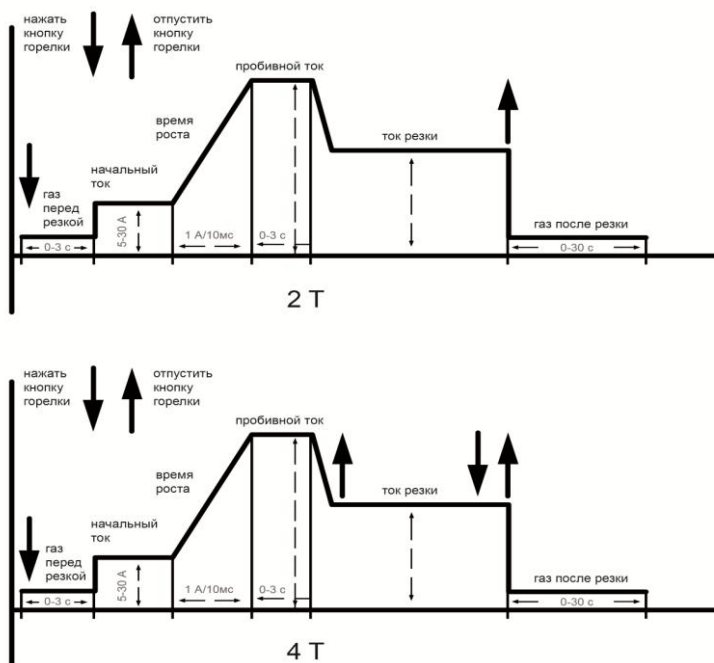 нажать
кнопку
горелки
отпустить
кнопку
горелки
пробивной ток
время
роста
ток резки
начальный
ток
газ
перед
резкой
газ после резки
0-3 с
5-30 А
1 А/10мс
0-3 с
0-30 с
2 Т
нажать
кнопку
горелки
отпустить
кнопку
горелки
пробивной ток
время
роста
ток резки
начальный
ток
газ
перед
резкой
газ после резки
0-3 с
5-30 А
1 А/10мс
0-3 с
0-30 с
4 Т